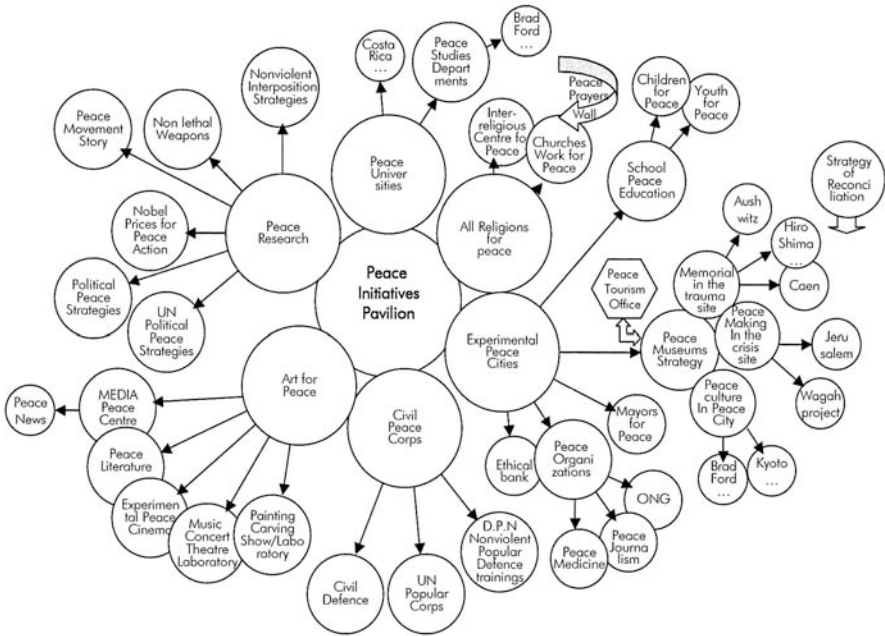 Peace
Initiatives
Pavilion
Peace
Univer
sities
Costa
Rica
...
Peace
Studies
Depart
ments
Brad
Ford
...
All Religions
for
peace
Inter-
religious
Centre fo
Peace
Churches
Work for
Peace
Peace
Prayers
Wall
Experimental
Peace
Cities
School
Peace
Education
Children
for
Peace
Youth
for
Peace
Strategy
of
Reconci
liation
Peace
Tourism
Office
Peace
Museums
Strategy
Memorial
in the
trauma
site
Aush
witz
Hiro
Shima
...
Caen
Peace
Making
In the
crisis
site
Jeru
salem
Wagah
project
Peace
culture
In Peace
City
Brad
Ford
...
Kyoto
...
Mayors
for
Peace
Ethical
bank
Peace
Organi
zations
ONG
Peace
Journa
lism
Peace
Medicine
Civil
Peace
Corps
D.P.N
Nonviolent
Popular
Defence
trainings
UN
Popular
Corps
Civil
Defence
Art for
Peace
MEDIA
Peace
Centre
Peace
News
Peace
Literature
Experimen
tal Peace
Cinema
Music
Concert
Theatre
Laboratory
Painting
Carving
Show/Labo
ratory
Peace
Research
Nonviolent
Interposition
Strategies
Non lethal
Weapons
Peace
Movement
Story
Nobel
Prices for
Peace
Action
Political
Peace
Strategies
UN
Political
Peace
Strategies